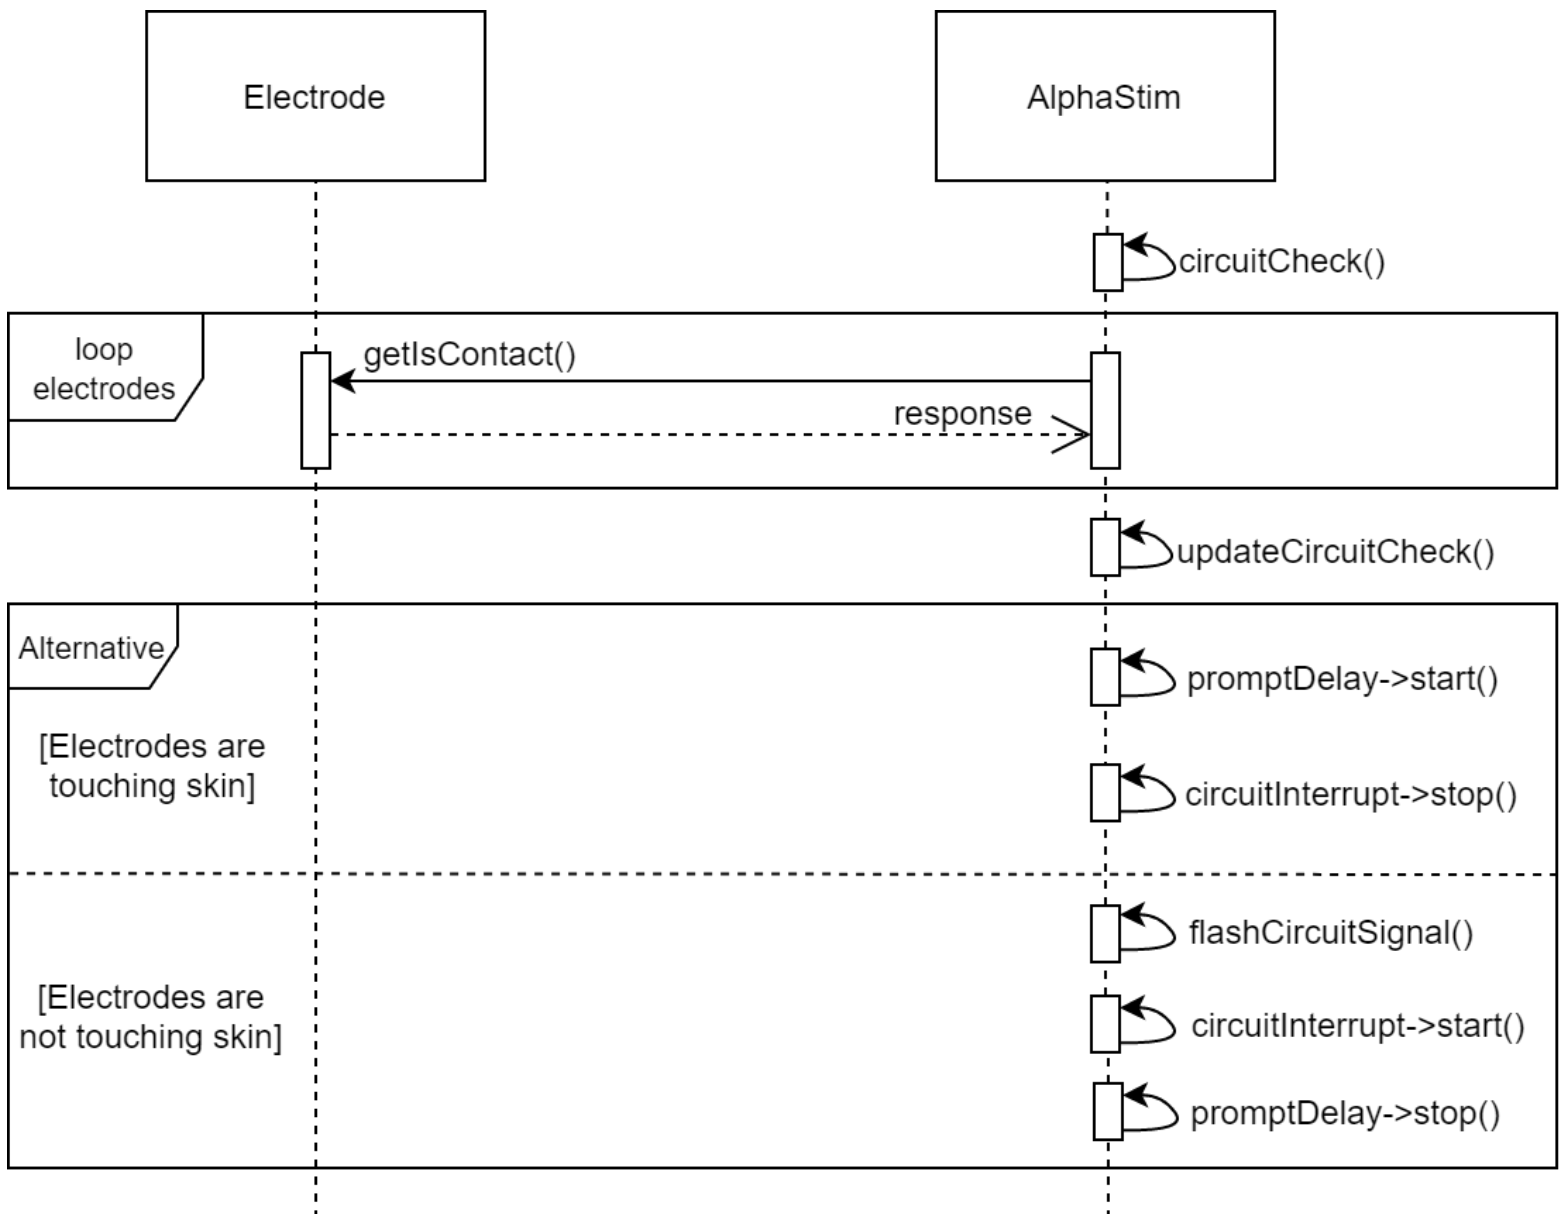 Electrode
AlphaStim
circuitCheck()
loop
electrodes
getIsContact()
response
updateCircuitCheck()
Alternative
promptDelay->start()
[Electrodes are
touching skin]
circuitInterrupt->stop()
flashCircuitSignal()
[Electrodes are
not touching skin]
circuitInterrupt->start()
promptDelay->stop()